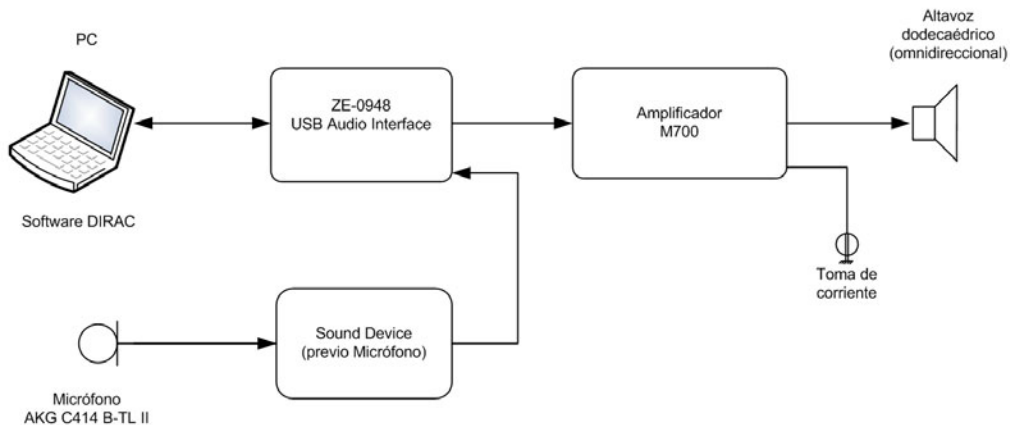 PC
Software DIRAC
ZE-0948
USB Audio Interface
Amplificador
M700
Altavoz
dodecaédrico
(omnidireccional)
Toma de
corriente
Sound Device
(previo Micrófono)
Micrófono
AKG C414 B-TL II